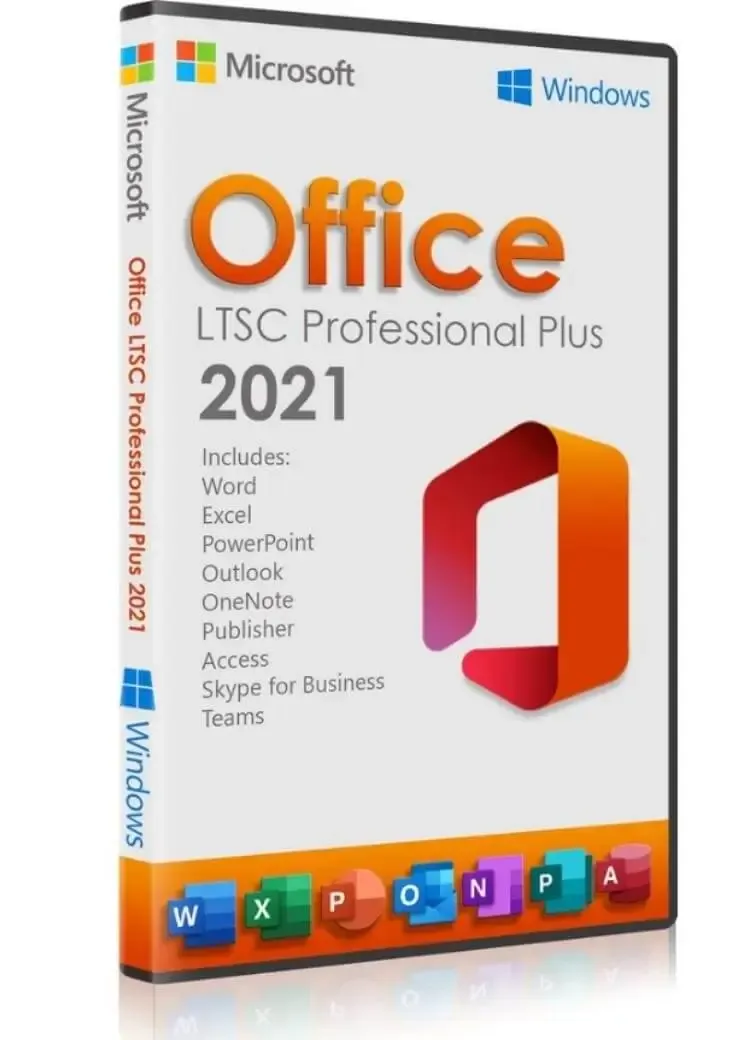 Microsoft
Windows
Office
LTSC Professional Plus
2021
Includes:
Word
Excel
PowerPoint
Outlook
OneNote
Publisher
Access
Skype for Business
Teams
W X P O N P A
Microsoft
Office LTSC Professional Plus 2021
Windows